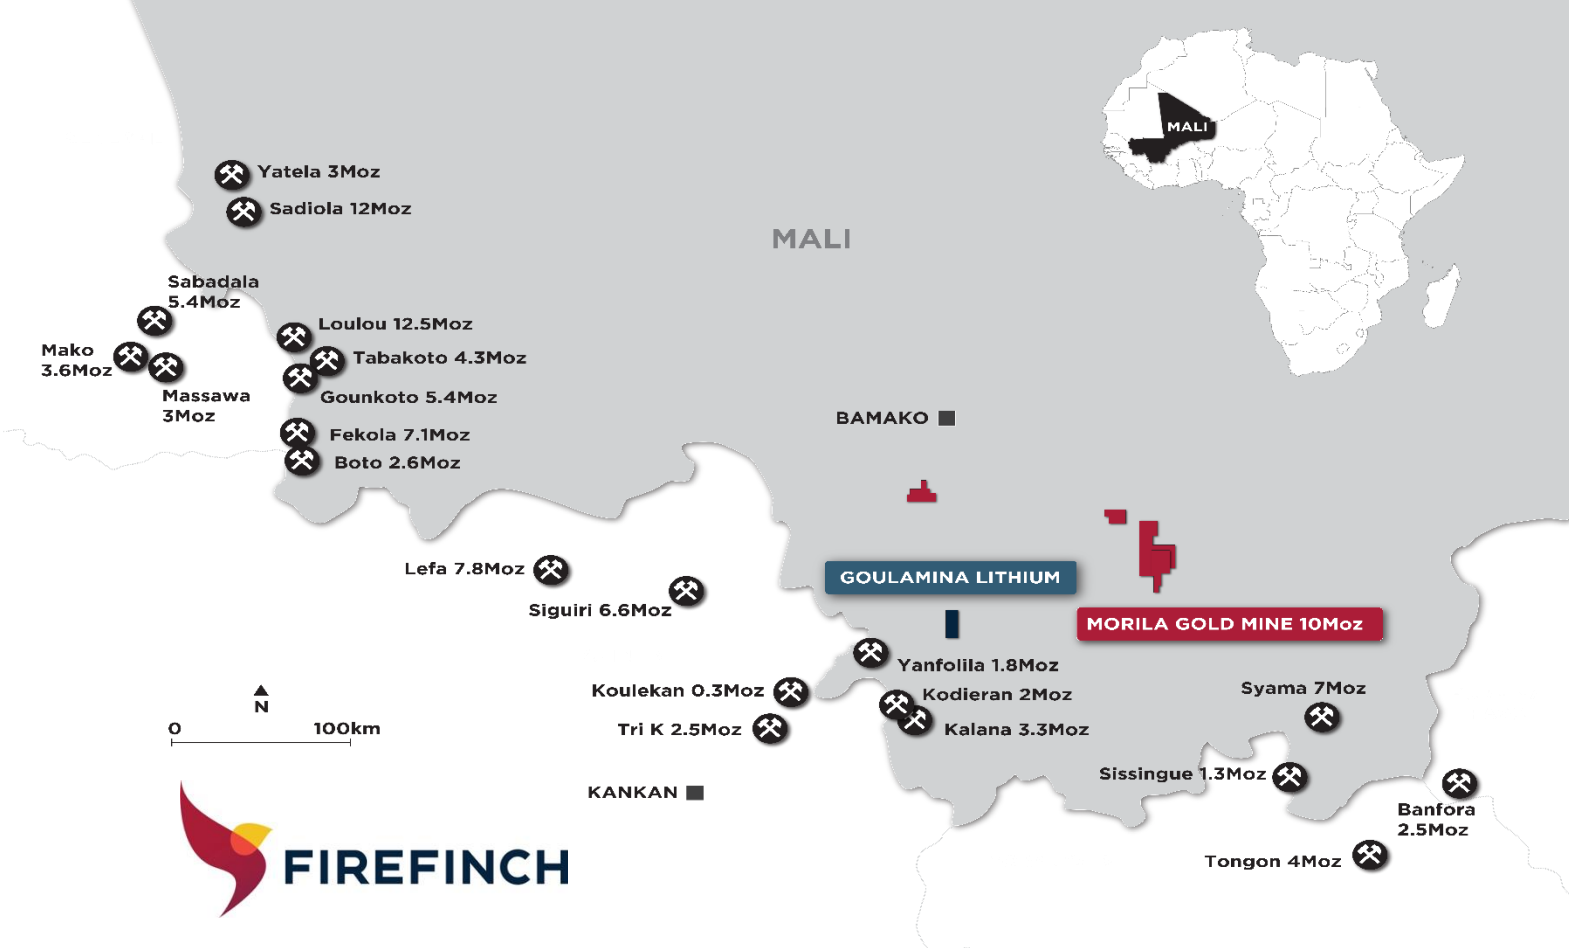 MALI
Yatela 3Moz
Sadiola 12Moz
MALI
Sabadala
5.4Moz
Loulou 12.5Moz
Mako
3.6Moz
Tabakoto 4.3Moz
Massawa
3Moz
Gounkoto 5.4Moz
BAMAKO
Fekola 7.1Moz
Boto 2.6Moz
Lefa 7.8Moz
GOULAMINA LITHIUM
Siguiri 6.6Moz
MORILA GOLD MINE 10Moz
Yanfolila 1.8Moz
Koulekan 0.3Moz
Kodieran 2Moz
Syama 7Moz
N
0 100km
Tri K 2.5Moz
Kalana 3.3Moz
Sissingue 1.3Moz
KANKAN
Banfora
2.5Moz
Tongon 4Moz
FIREFINCH